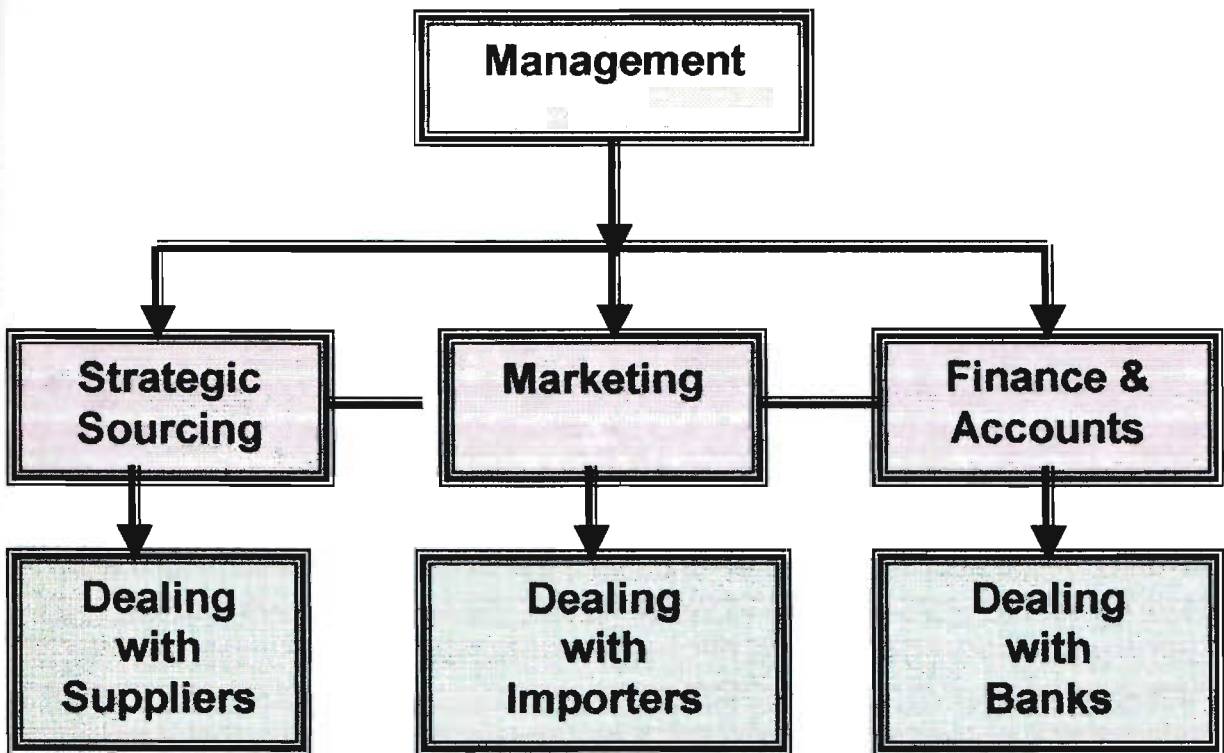 Management
Strategic
Sourcing
Marketing
Finance &
Accounts
Dealing
with
Suppliers
Dealing
with
Importers
Dealing
with
Banks